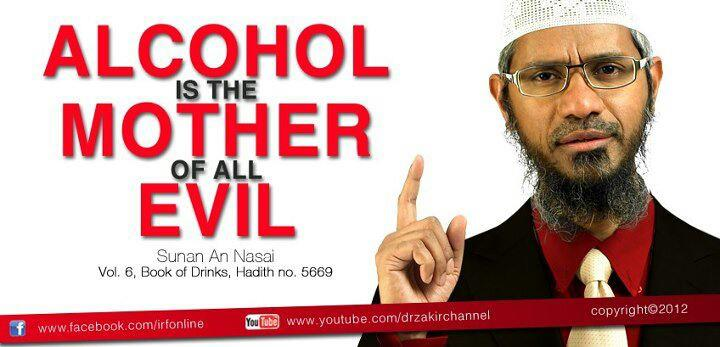 ALCOHOL
IS THE
MOTHER
OF ALL
EVIL
Sunan An Nasai
Vol. 6, Book of Drinks, Hadith no. 5669
f www.facebook.com/irfonline YouTube www.youtube.com/drzakirchannel copyright©2012